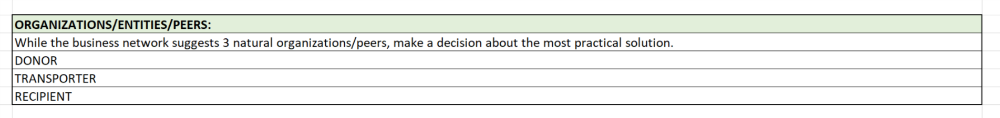 ORGANIZATIONS/ENTITIES/PEERS:
While the business network suggests 3 natural organizations/peers, make a decision about the most practical solution.
DONOR
TRANSPORTER
RECIPIENT